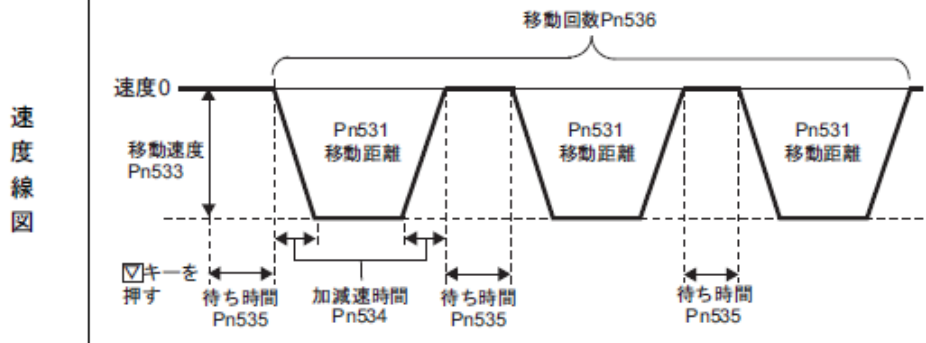 速度線図
移動回数Pn536
速度0
移動速度
Pn533
Pn531
移動距離
Pn531
移動距離
Pn531
移動距離
▽キーを
押す
待ち時間
Pn535
加減速時間
Pn534
待ち時間
Pn535
待ち時間
Pn535